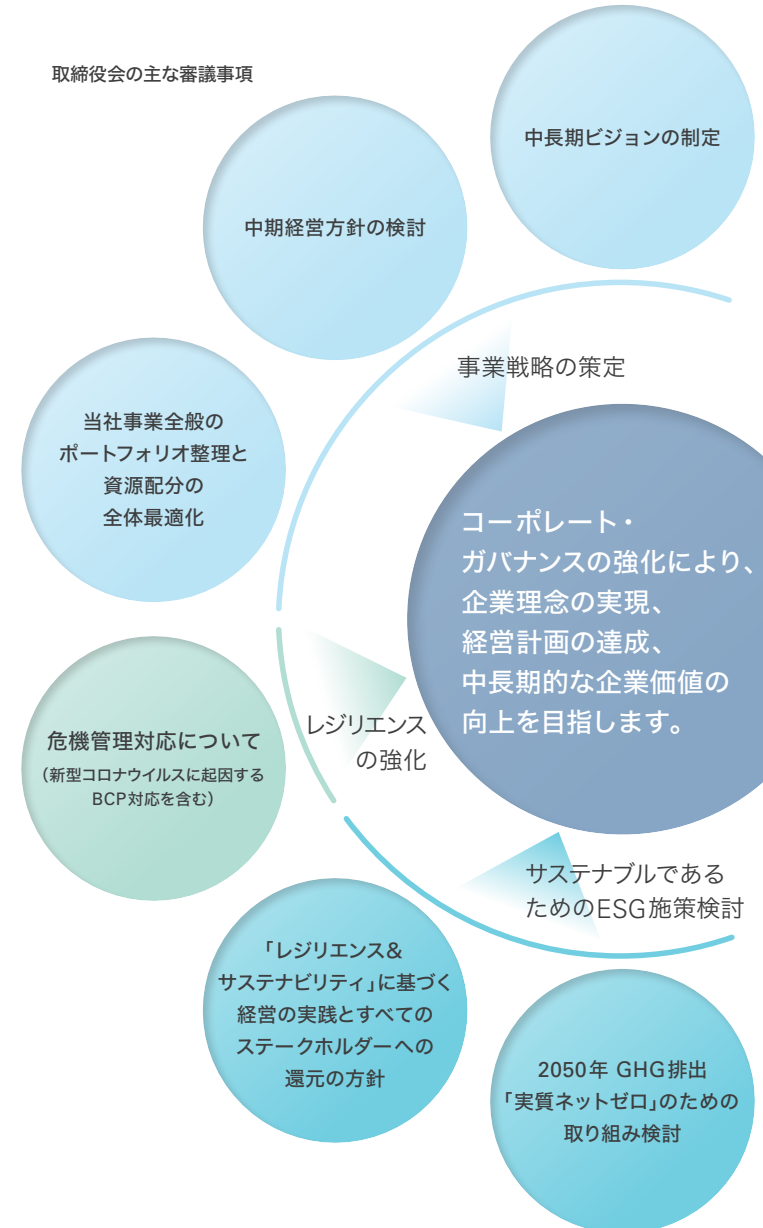 取締役会の主な審議事項
中長期ビジョンの制定
中期経営方針の検討
事業戦略の策定
当社事業全般の
ポートフォリオ整理と
資源配分の
全体最適化
コーポレート・
ガバナンスの強化により、
企業理念の実現、
経営計画の達成、
中長期的な企業価値の
向上を目指します。
レジリエンス
の強化
危機管理対応について
（新型コロナウイルスに起因する
BCP対応を含む）
サステナブルである
ためのESG施策検討
「レジリエンス＆
サステナビリティ」に基づく
経営の実践とすべての
ステークホルダーへの
還元の方針
2050年 GHG排出
「実質ネットゼロ」のための
取り組み検討